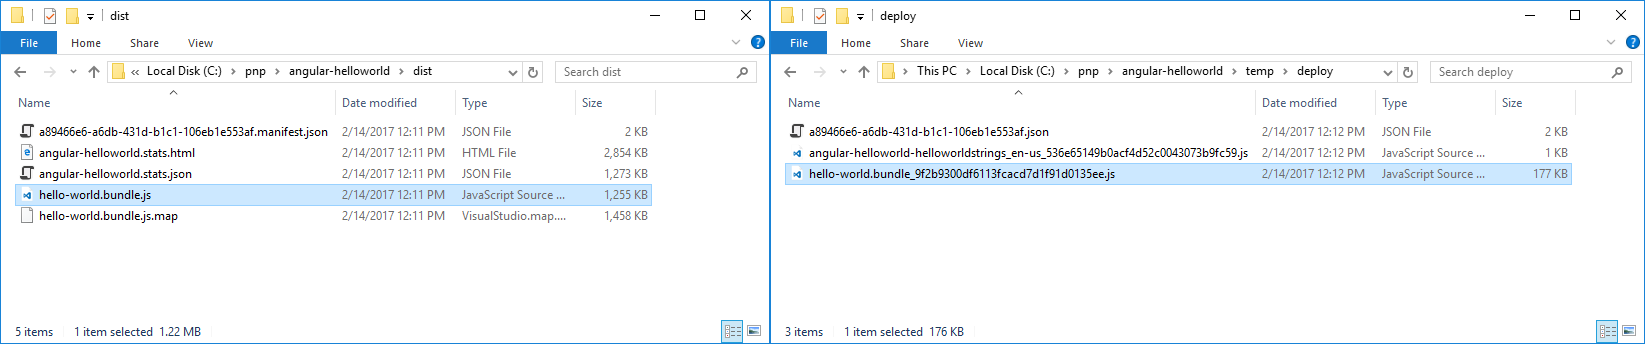 dist
File Home Share View
« Local Disk (C:) › pnp › angular-helloworld › dist
Search dist
Name Date modified Type Size
a89466e6-a6db-431d-b1c1-106eb1e553af.manifest.json 2/14/2017 12:11 PM JSON File 2 KB
angular-helloworld.stats.html 2/14/2017 12:11 PM HTML File 2,854 KB
angular-helloworld.stats.json 2/14/2017 12:11 PM JSON File 1,273 KB
hello-world.bundle.js 2/14/2017 12:11 PM JavaScript Source ... 1,255 KB
hello-world.bundle.js.map 2/14/2017 12:11 PM VisualStudio.map.... 1,458 KB
5 items 1 item selected 1.22 MB
deploy
File Home Share View
› This PC › Local Disk (C:) › pnp › angular-helloworld › temp › deploy
Search deploy
Name Date modified Type Size
a89466e6-a6db-431d-b1c1-106eb1e553af.json 2/14/2017 12:12 PM JSON File 2 KB
angular-helloworld-helloworldstrings_en-us_536e65149b0acf4d52c0043073b9fc59.js 2/14/2017 12:12 PM JavaScript Source ... 1 KB
hello-world.bundle_9f2b9300df6113fcacd7d1f91d0135ee.js 2/14/2017 12:12 PM JavaScript Source ... 177 KB
3 items 1 item selected 176 KB